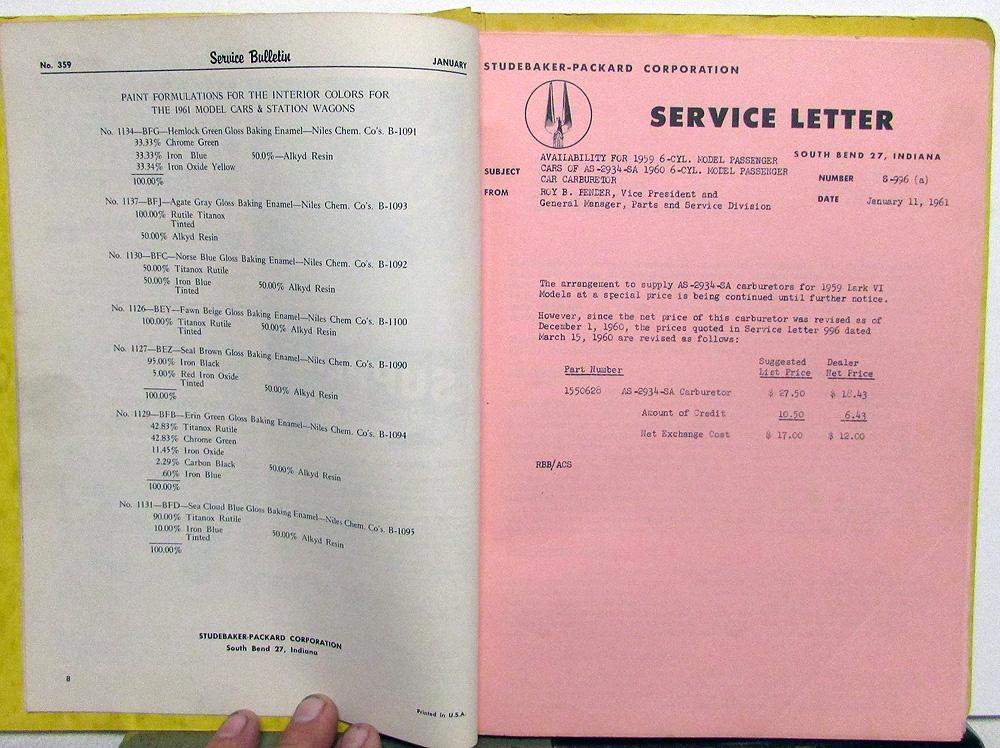 No. 359 Service Bulletin JANUARY
PAINT FORMULATIONS FOR THE INTERIOR COLORS FOR
THE 1961 MODEL CARS & STATION WAGONS
No. 1134—BFG—Hemlock Green Gloss Baking Enamel—Niles Chem. Co's. B-1091
33.33% Chrome Green
33.33% Iron Blue 50.0%—Alkyd Resin
33.34% Iron Oxide Yellow
100.00%
No. 1137—BFJ—Agate Gray Gloss Baking Enamel—Niles Chem. Co's. B-1093
100.00% Rutile Titanox
Tinted
50.00% Alkyd Resin
No. 1130—BFC—Norse Blue Gloss Baking Enamel—Niles Chem. Co's. B-1092
50.00% Titanox Rutile
50.00% Iron Blue 50.00% Alkyd Resin
Tinted
No. 1126—BEY—Fawn Beige Gloss Baking Enamel—Niles Chem. Co's. B-1100
100.00% Titanox Rutile 50.00% Alkyd Resin
Tinted
No. 1127—BEZ—Seal Brown Gloss Baking Enamel—Niles Chem. Co's. B-1090
95.00% Iron Black
5.00% Red Iron Oxide 50.00% Alkyd Resin
Tinted
100.00%
No. 1129—BFB—Erin Green Gloss Baking Enamel—Niles Chem. Co's. B-1094
42.83% Titanox Rutile
42.83% Chrome Green
11.45% Iron Oxide
2.29% Carbon Black 50.00% Alkyd Resin
.60% Iron Blue
100.00%
No. 1131—BFD—Sea Cloud Blue Gloss Baking Enamel—Niles Chem. Co's. B-1095
90.00% Titanox Rutile
10.00% Iron Blue 50.00% Alkyd Resin
Tinted
100.00%
STUDEBAKER-PACKARD CORPORATION
South Bend 27, Indiana
8
Printed in U.S.A.
STUDEBAKER-PACKARD CORPORATION
SERVICE LETTER
SOUTH BEND 27, INDIANA
SUBJECT AVAILABILITY FOR 1959 6-CYL. MODEL PASSENGER
CARS OF AS-2934-SA 1960 6-CYL. MODEL PASSENGER
CAR CARBURETOR
NUMBER S-996 (a)
FROM ROY B. FENDER, Vice President and
General Manager, Parts and Service Division
DATE January 11, 1961
The arrangement to supply AS-2934-SA carburetors for 1959 Lark VI
Models at a special price is being continued until further notice.
However, since the net price of this carburetor was revised as of
December 1, 1960, the prices quoted in Service Letter 996 dated
March 15, 1960 are revised as follows:
Suggested Dealer
Part Number List Price Net Price
1550628 AS-2934-SA Carburetor $ 27.50 $ 18.43
Amount of Credit 10.50 6.43
Net Exchange Cost $ 17.00 $ 12.00
RBB/ACS